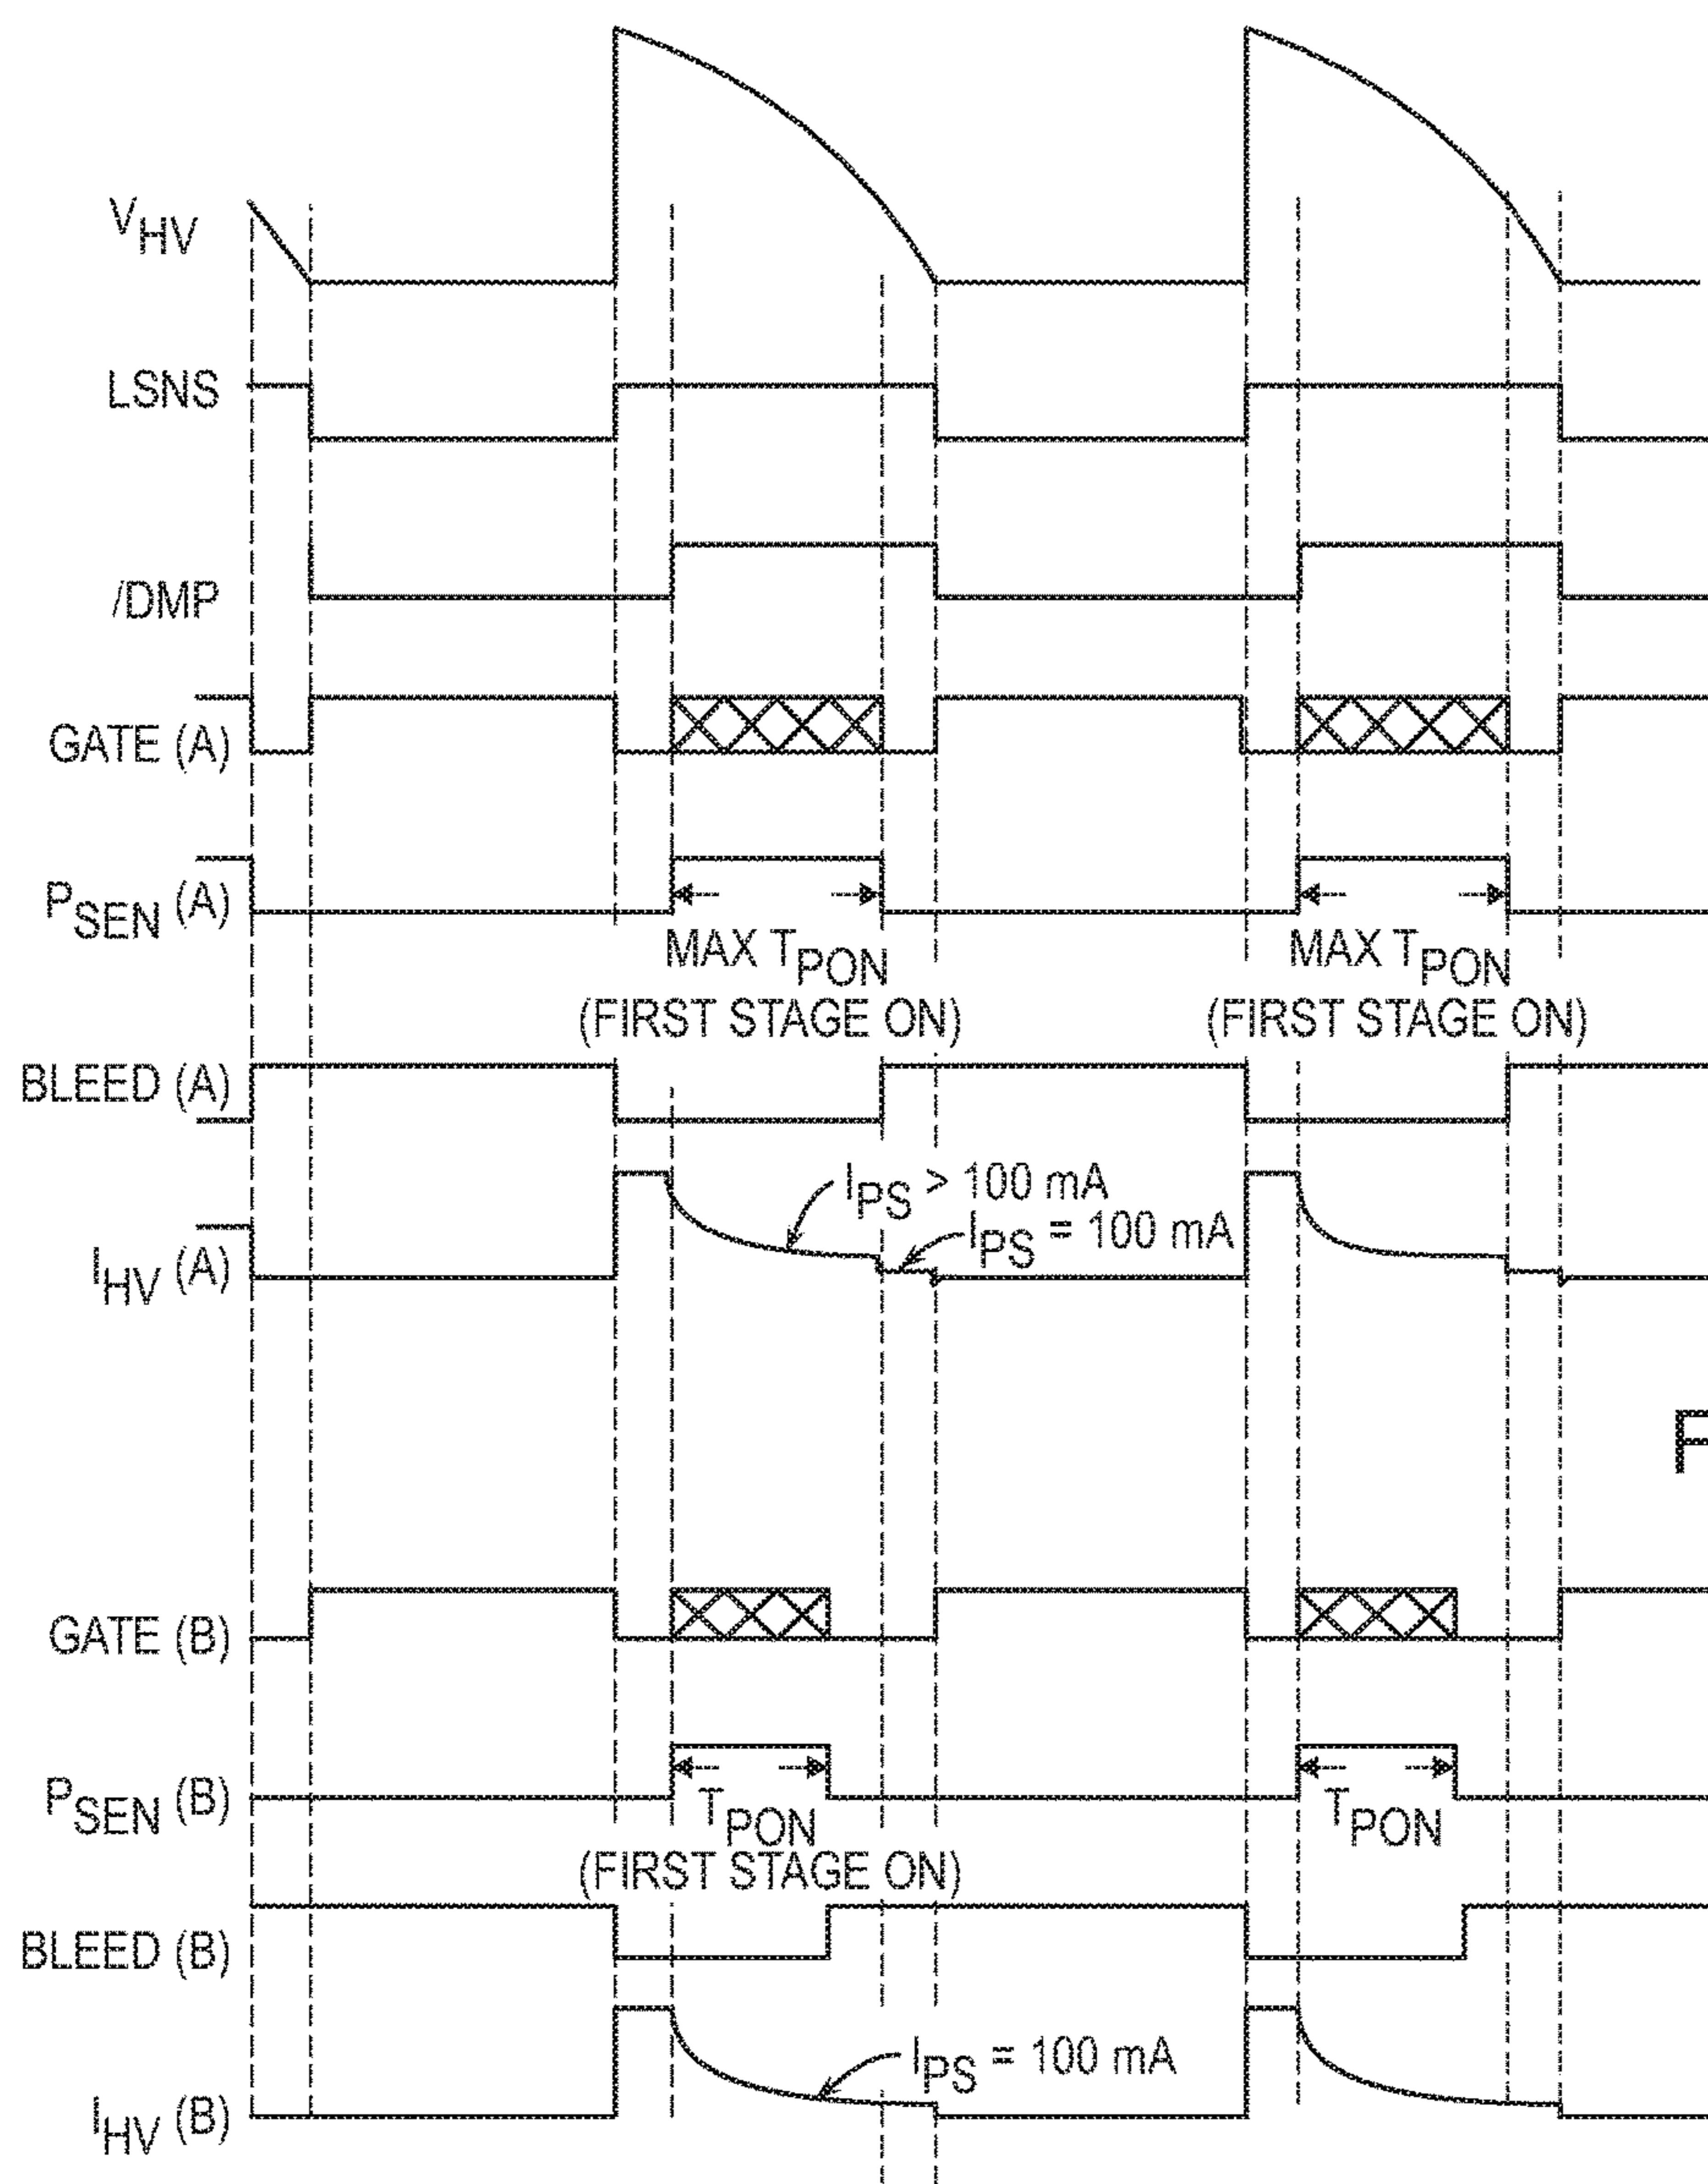 VHV
LSNS
/DMP
GATE (A)
PSEN (A)
MAX TPON
(FIRST STAGE ON)
MAX TPON
(FIRST STAGE ON)
BLEED (A)
IPS > 100 mA
IPS = 100 mA
IHV (A)
F
GATE (B)
PSEN (B)
TPON
(FIRST STAGE ON)
TPON
BLEED (B)
IPS = 100 mA
IHV (B)